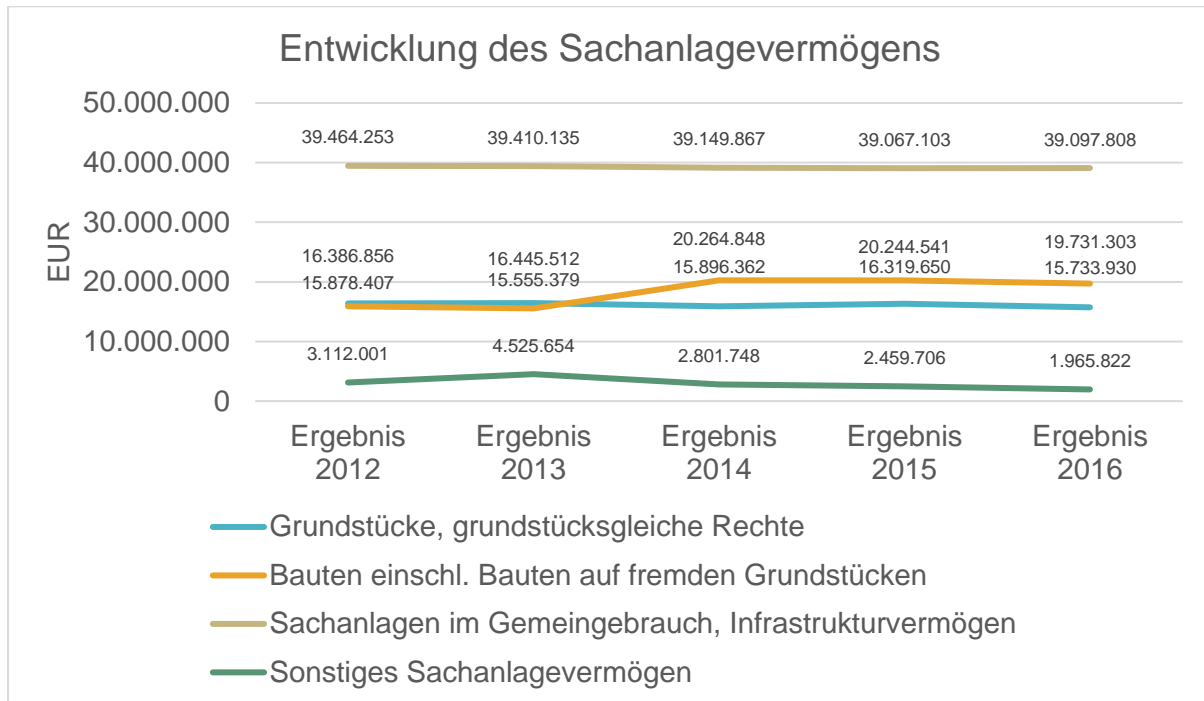 Entwicklung des Sachanlagevermögens
EUR
50.000.000
40.000.000
30.000.000
20.000.000
10.000.000
0
39.464.253 39.410.135 39.149.867 39.067.103 39.097.808
16.386.856 16.445.512 20.264.848 20.244.541 19.731.303
15.878.407 15.555.379 15.896.362 16.319.650 15.733.930
3.112.001 4.525.654 2.801.748 2.459.706 1.965.822
Ergebnis Ergebnis Ergebnis Ergebnis Ergebnis
2012 2013 2014 2015 2016
Grundstücke, grundstücksgleiche Rechte
Bauten einschl. Bauten auf fremden Grundstücken
Sachanlagen im Gemeingebrauch, Infrastrukturvermögen
Sonstiges Sachanlagevermögen